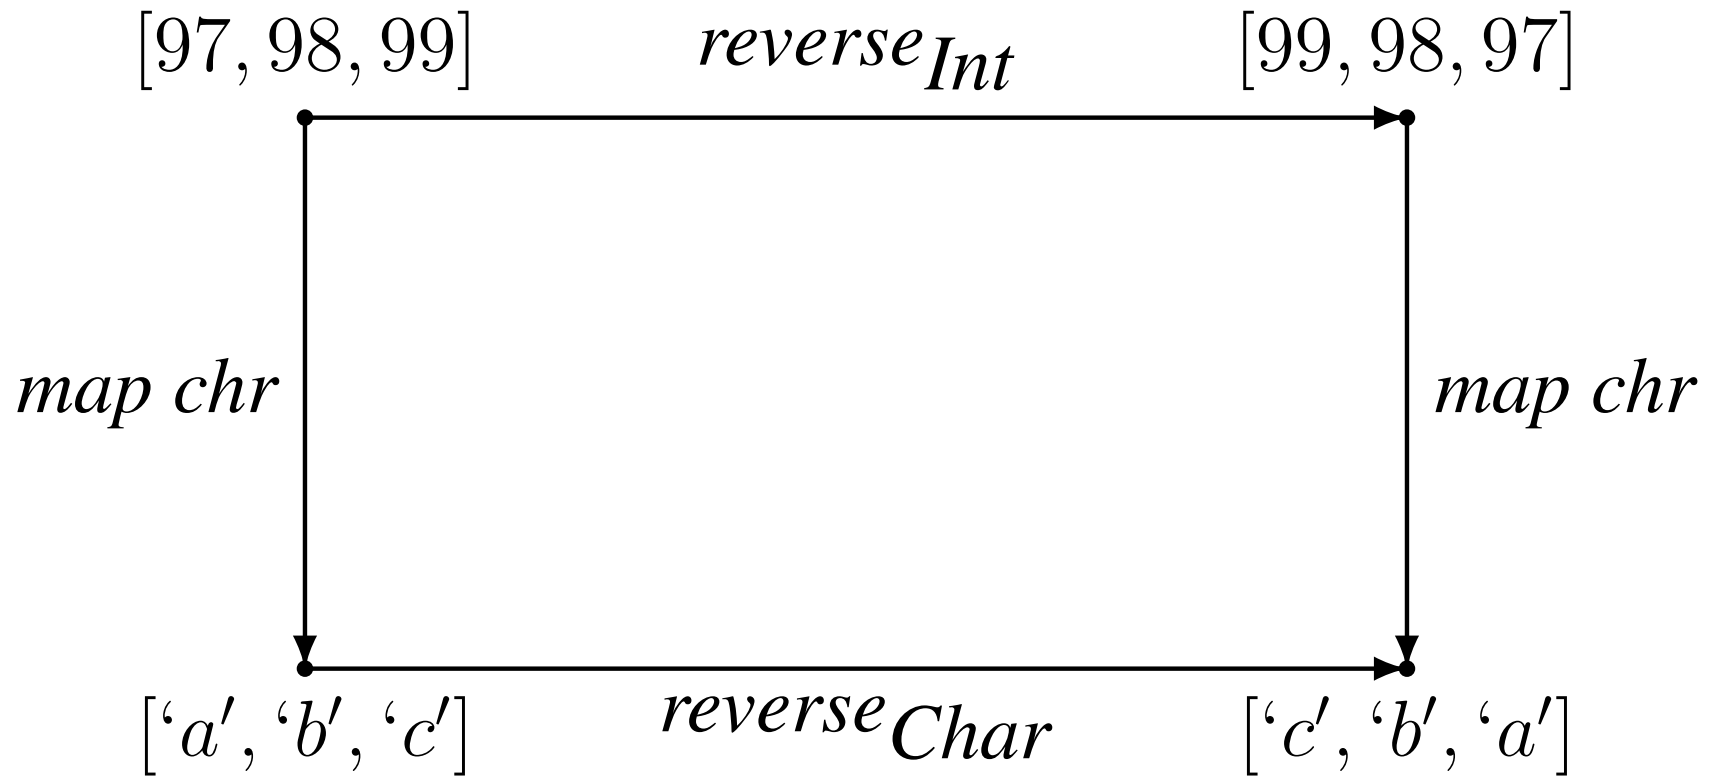 [97, 98, 99] reverse_Int [99, 98, 97]
map chr map chr
[‘a′, ‘b′, ‘c′] reverse_Char [‘c′, ‘b′, ‘a′]